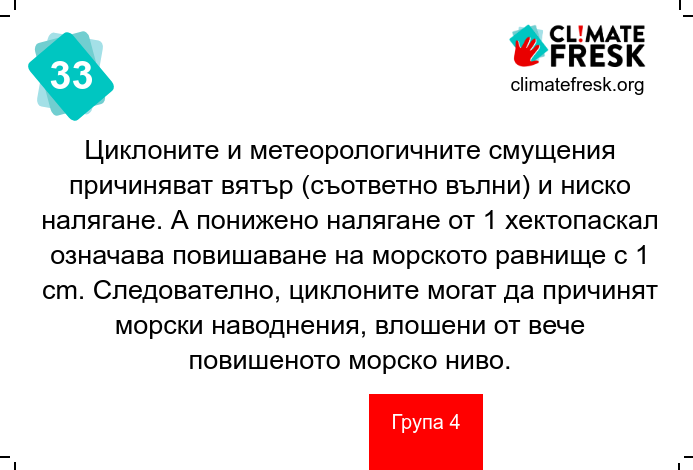 33
CL!MATE
FRESK
climatefresk.org
Циклоните и метеорологичните смущения
причиняват вятър (съответно вълни) и ниско
налягане. А понижено налягане от 1 хектопаскал
означава повишаване на морското равнище с 1
cm. Следователно, циклоните могат да причинят
морски наводнения, влошени от вече
повишеното морско ниво.
Група 4